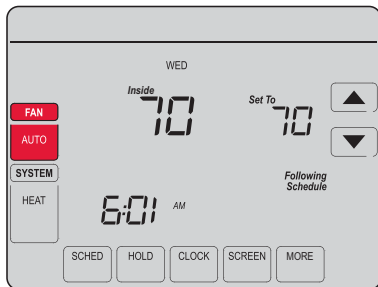 WED
Inside
70
Set To
70
FAN
AUTO
SYSTEM
HEAT
Following
Schedule
6:01 AM
SCHED HOLD CLOCK SCREEN MORE